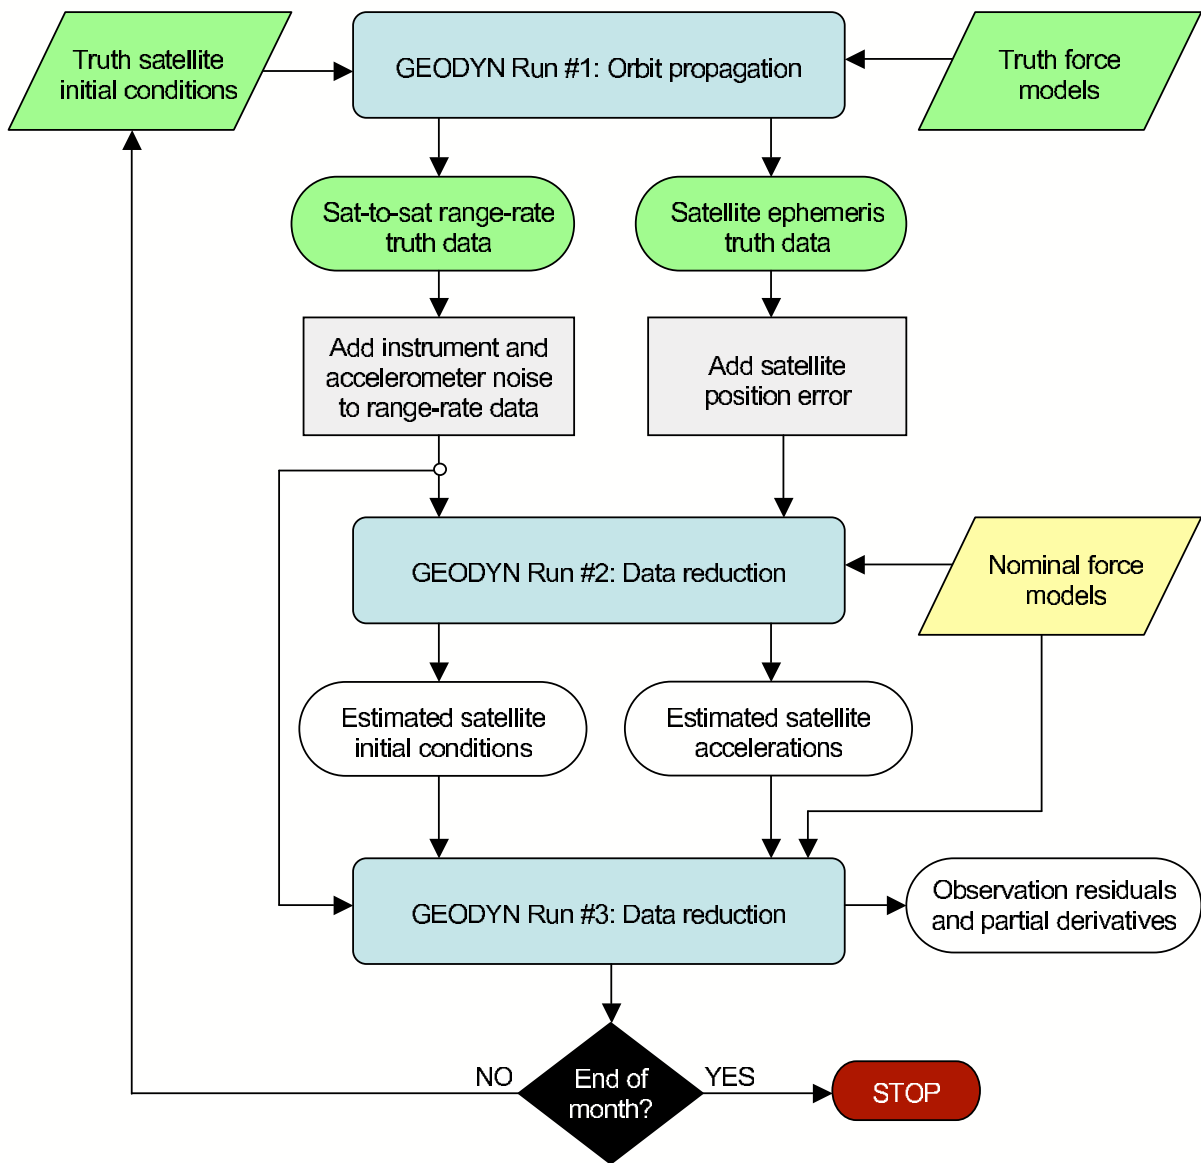 Truth satellite
initial conditions
GEODYN Run #1: Orbit propagation
Truth force
models
Sat-to-sat range-rate
truth data
Satellite ephemeris
truth data
Add instrument and
accelerometer noise
to range-rate data
Add satellite
position error
GEODYN Run #2: Data reduction
Nominal force
models
Estimated satellite
initial conditions
Estimated satellite
accelerations
GEODYN Run #3: Data reduction
Observation residuals
and partial derivatives
NO
End of
month?
YES
STOP